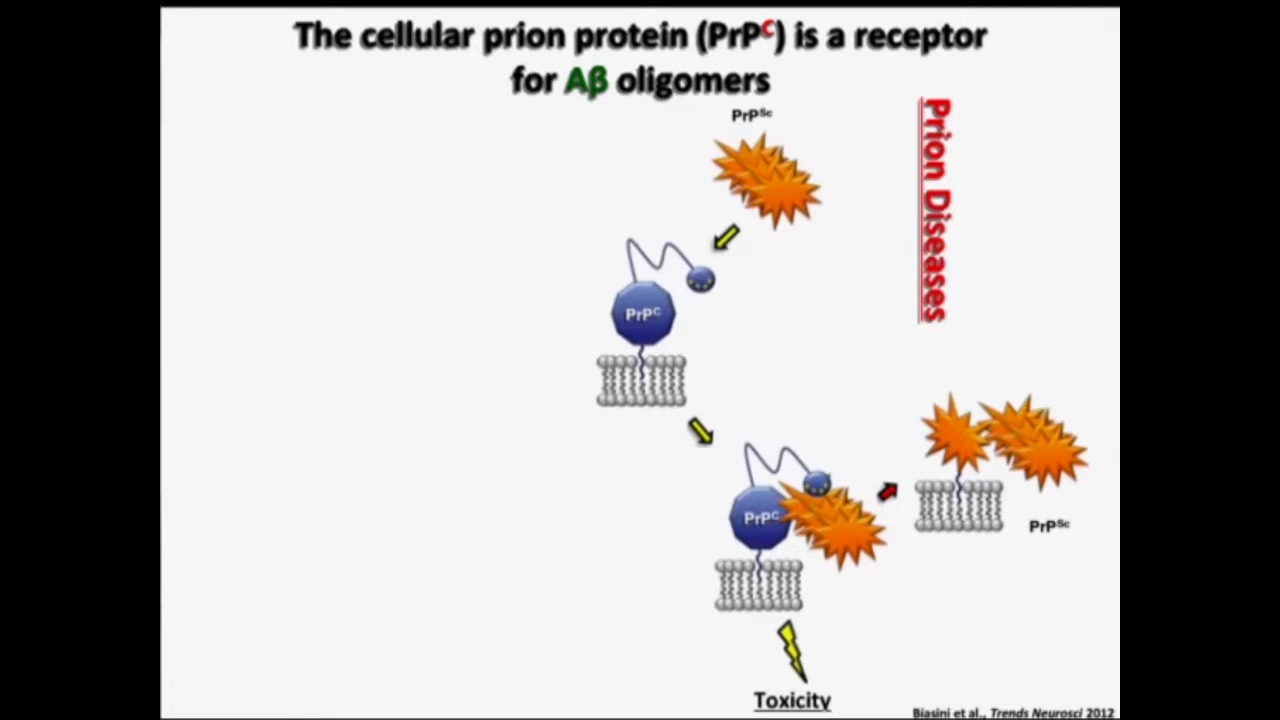 The cellular prion protein (PrPᶜ) is a receptor
for Aβ oligomers
PrPSc
Prion Diseases
PrPC
PrPC
PrPSc
Toxicity
Biasini et al., Trends Neurosci 2012